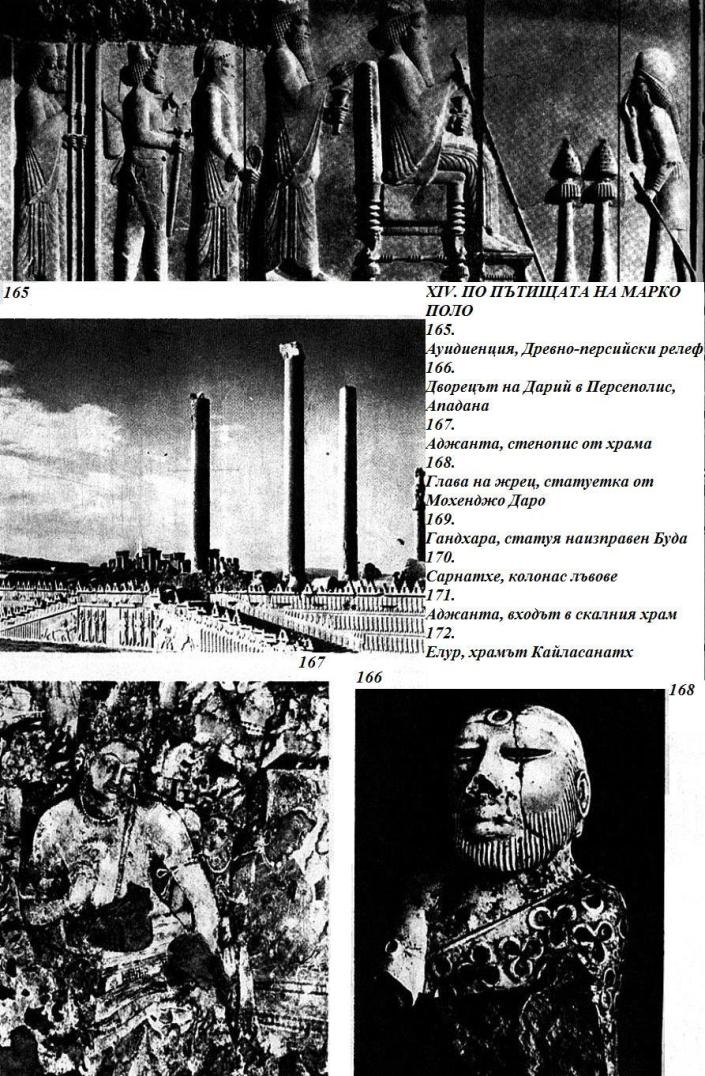 165
XIV. ПО ПЪТИЩАТА НА МАРКО
ПОЛО
165.
Ауидиенция, Древно-персийски релеф
166.
Дворецът на Дарий в Персеполис,
Ападана
167.
Аджанта, стенопис от храма
168.
Глава на жрец, статуетка от
Мохенджо Даро
169.
Гандхара, статуя наизправен Буда
170.
Сарнатхе, колонас лъвове
171.
Аджанта, входът в скалния храм
172.
Елур, храмът Кайласанатх
167
166
168